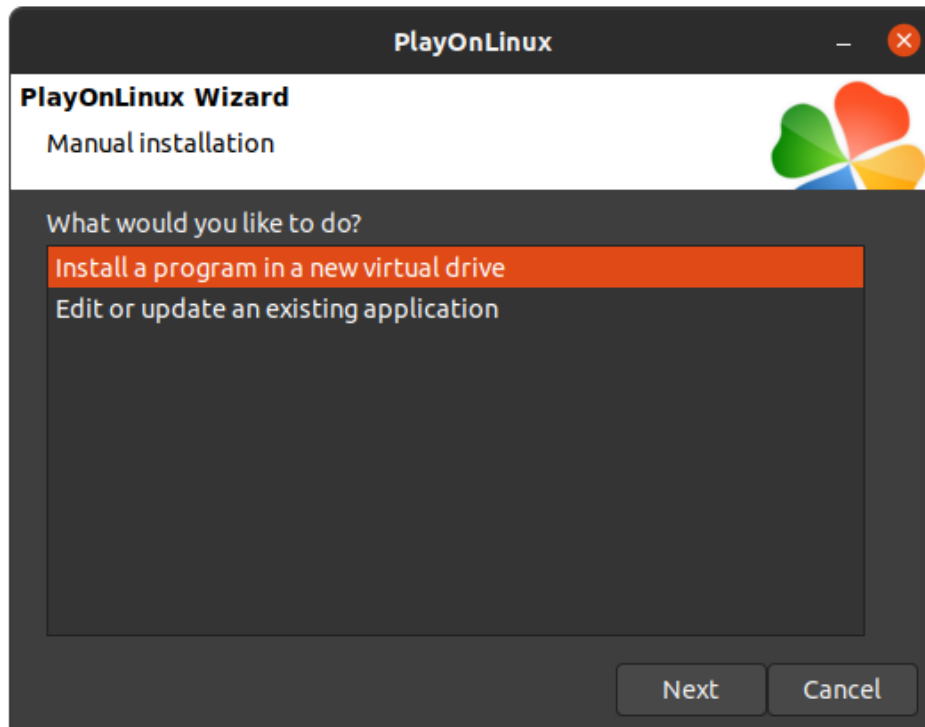 PlayOnLinux
PlayOnLinux Wizard
Manual installation
What would you like to do?
Install a program in a new virtual drive
Edit or update an existing application
Next
Cancel